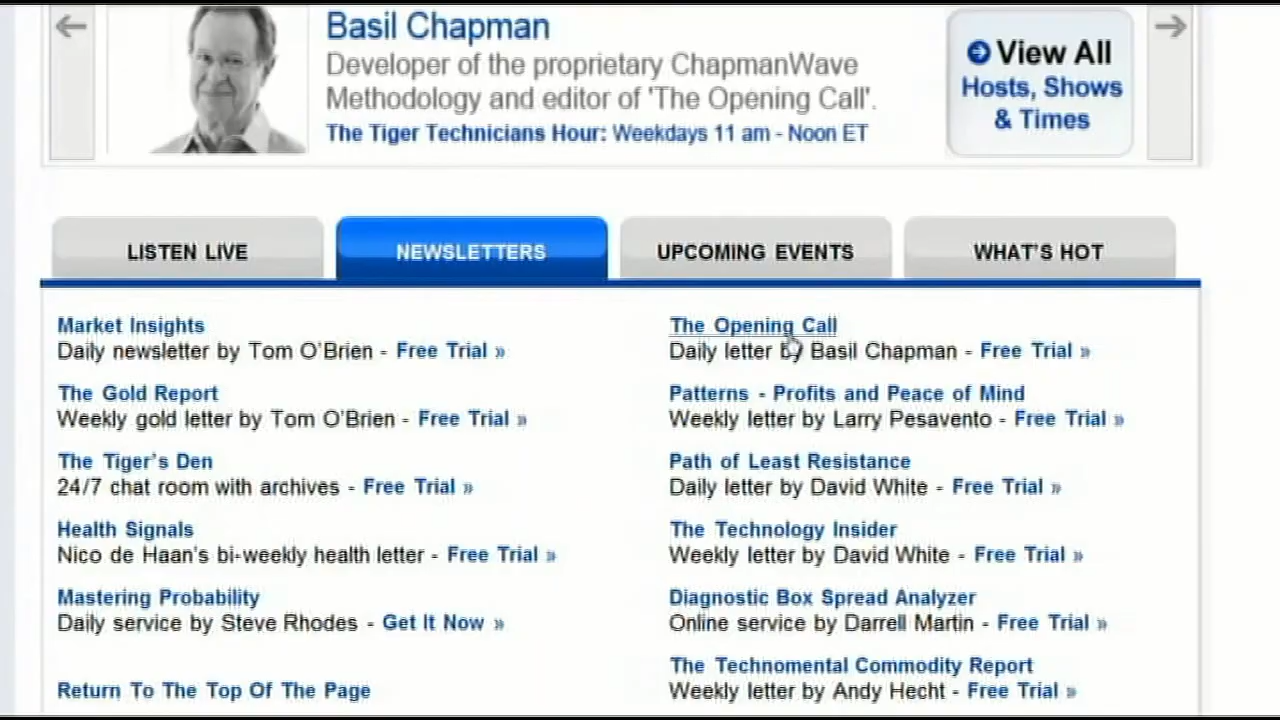 Basil Chapman
Developer of the proprietary ChapmanWave
Methodology and editor of 'The Opening Call'.
The Tiger Technicians Hour: Weekdays 11 am - Noon ET
View All
Hosts, Shows
& Times
LISTEN LIVE
NEWSLETTERS
UPCOMING EVENTS
WHAT'S HOT
Market Insights
Daily newsletter by Tom O'Brien - Free Trial »
The Gold Report
Weekly gold letter by Tom O'Brien - Free Trial »
The Tiger's Den
24/7 chat room with archives - Free Trial »
Health Signals
Nico de Haan's bi-weekly health letter - Free Trial »
Mastering Probability
Daily service by Steve Rhodes - Get It Now »
Return To The Top Of The Page
The Opening Call
Daily letter by Basil Chapman - Free Trial »
Patterns - Profits and Peace of Mind
Weekly letter by Larry Pesavento - Free Trial »
Path of Least Resistance
Daily letter by David White - Free Trial »
The Technology Insider
Weekly letter by David White - Free Trial »
Diagnostic Box Spread Analyzer
Online service by Darrell Martin - Free Trial »
The Technomental Commodity Report
Weekly letter by Andy Hecht - Free Trial »